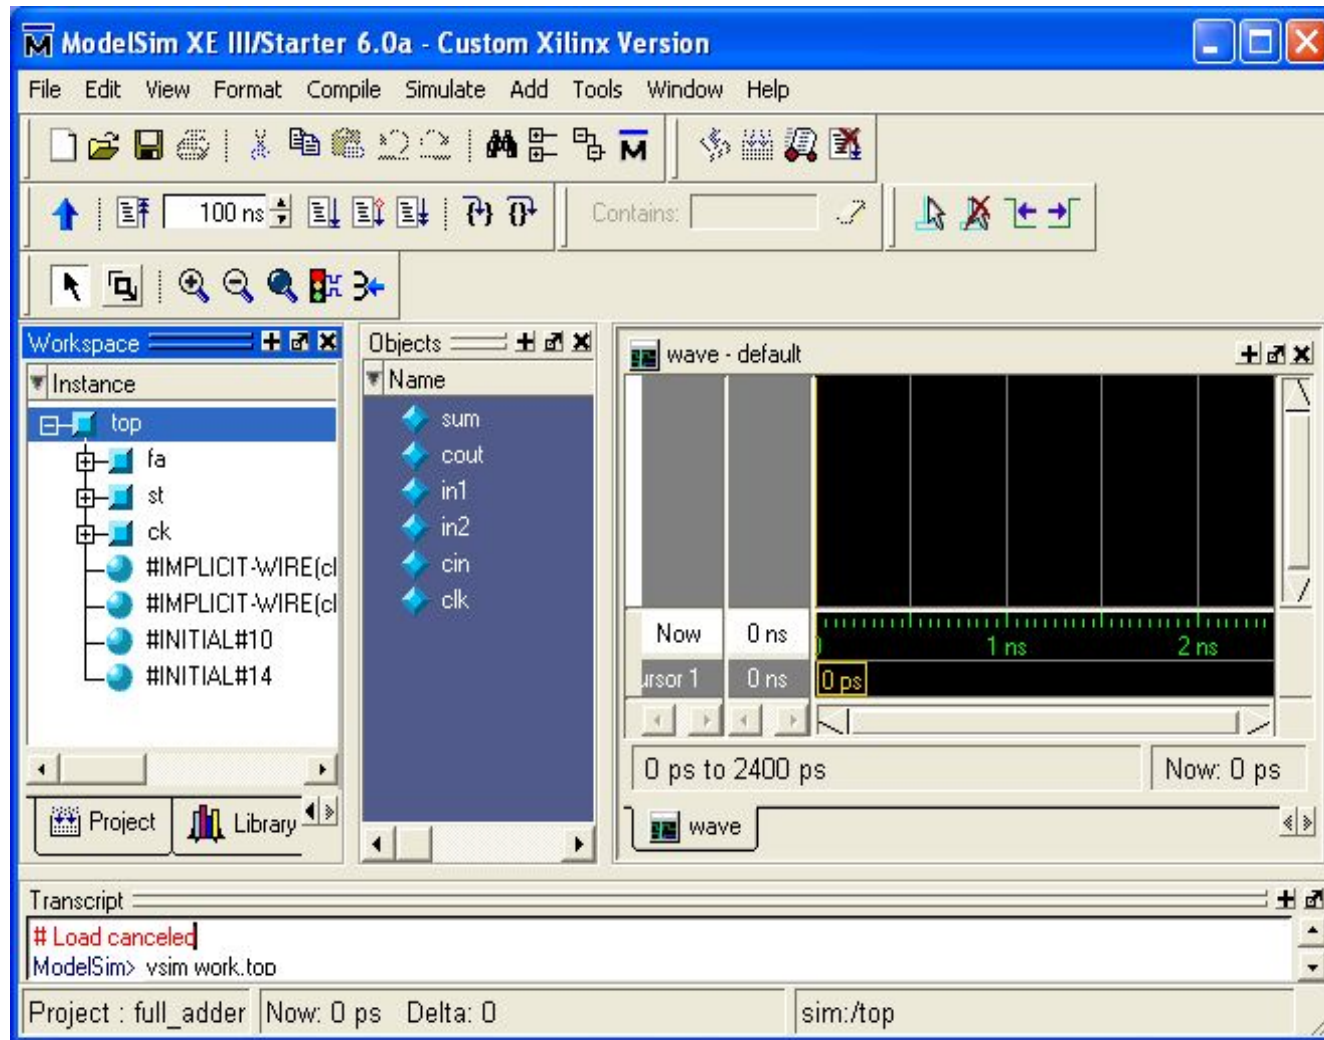 ModelSim XE III/Starter 6.0a - Custom Xilinx Version
File Edit View Format Compile Simulate Add Tools Window Help
100 ns Contains:
Workspace
Instance
top
fa
st
ck
#IMPLICIT-WIRE(cl
#IMPLICIT-WIRE(cl
#INITIAL#10
#INITIAL#14
Project Library
Objects
Name
sum
cout
in1
in2
cin
clk
wave - default
Now 0 ns
1 ns 2 ns
ursor 1 0 ns 0 ps
0 ps to 2400 ps Now: 0 ps
wave
Transcript
# Load canceled
ModelSim> vsim work.top
Project : full_adder Now: 0 ps Delta: 0 sim:/top